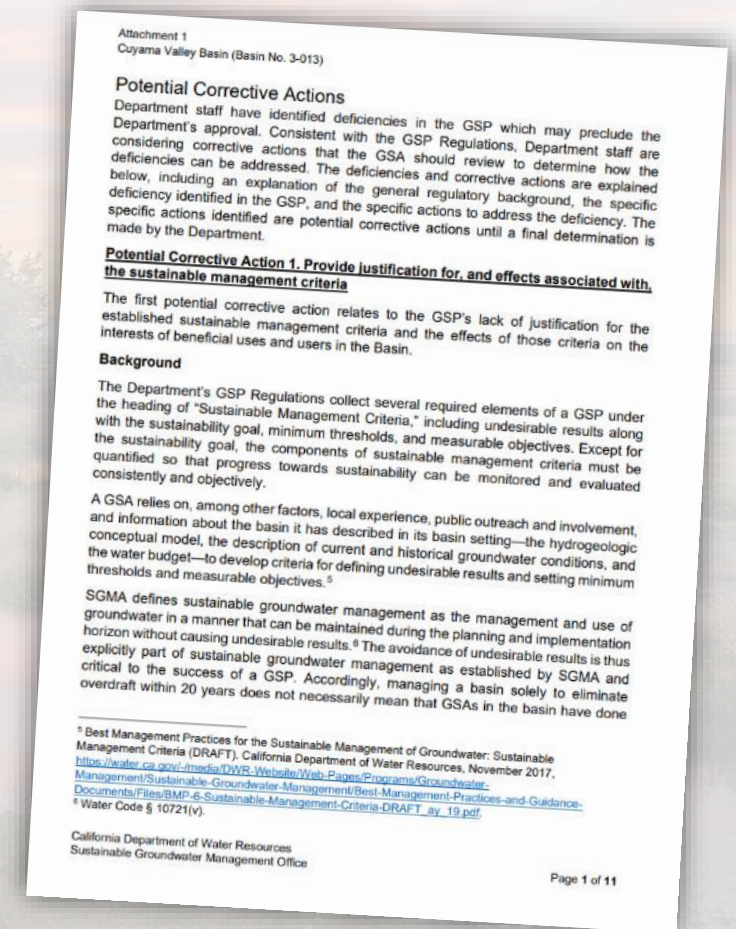 Attachment 1
Cuyama Valley Basin (Basin No. 3-013)
Potential Corrective Actions
Department staff have identified deficiencies in the GSP which may preclude the
Department's approval. Consistent with the GSP Regulations, Department staff are
considering corrective actions that the GSA should review to determine how the
deficiencies can be addressed. The deficiencies and corrective actions are explained
below, including an explanation of the general regulatory background, the specific
deficiency identified in the GSP, and the specific actions to address the deficiency. The
specific actions identified are potential corrective actions until a final determination is
made by the Department.
Potential Corrective Action 1. Provide justification for, and effects associated with,
the sustainable management criteria
The first potential corrective action relates to the GSP's lack of justification for the
established sustainable management criteria and the effects of those criteria on the
interests of beneficial uses and users in the Basin.
Background
The Department's GSP Regulations collect several required elements of a GSP under
the heading of "Sustainable Management Criteria," including undesirable results along
with the sustainability goal, minimum thresholds, and measurable objectives. Except for
the sustainability goal, the components of sustainable management criteria must be
quantified so that progress towards sustainability can be monitored and evaluated
consistently and objectively.
A GSA relies on, among other factors, local experience, public outreach and involvement,
and information about the basin it has described in its basin setting—the hydrogeologic
conceptual model, the description of current and historical groundwater conditions, and
the water budget—to develop criteria for defining undesirable results and setting minimum
thresholds and measurable objectives.⁵
SGMA defines sustainable groundwater management as the management and use of
groundwater in a manner that can be maintained during the planning and implementation
horizon without causing undesirable results.⁶ The avoidance of undesirable results is thus
explicitly part of sustainable groundwater management as established by SGMA and
critical to the success of a GSP. Accordingly, managing a basin solely to eliminate
overdraft within 20 years does not necessarily mean that GSAs in the basin have done
⁵ Best Management Practices for the Sustainable Management of Groundwater: Sustainable
Management Criteria (DRAFT). California Department of Water Resources, November 2017,
https://water.ca.gov/-/media/DWR-Website/Web-Pages/Programs/Groundwater-
Management/Sustainable-Groundwater-Management/Best-Management-Practices-and-Guidance-
Documents/Files/BMP-6-Sustainable-Management-Criteria-DRAFT_ay_19.pdf.
⁶ Water Code § 10721(v).
California Department of Water Resources
Sustainable Groundwater Management Office
Page 1 of 11